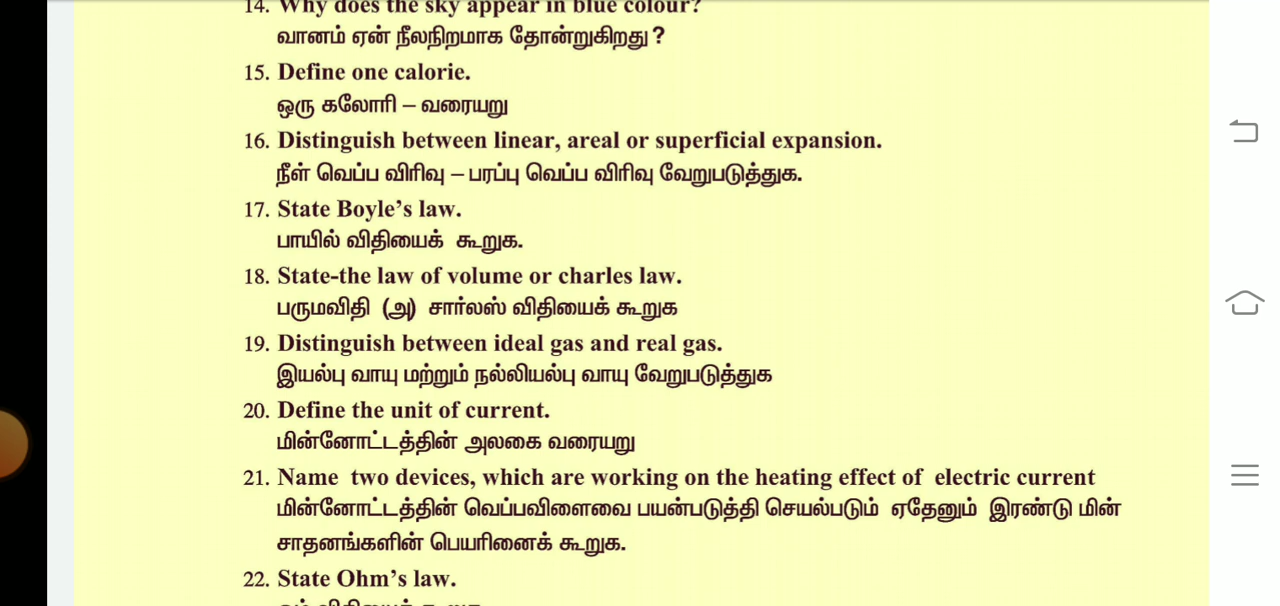 14. Why does the sky appear in blue colour?
வானம் ஏன் நீலநிறமாக தோன்றுகிறது?
15. Define one calorie.
ஒரு கலோரி – வரையறு
16. Distinguish between linear, areal or superficial expansion.
நீள் வெப்ப விரிவு – பரப்பு வெப்ப விரிவு வேறுபடுத்துக.
17. State Boyle’s law.
பாயில் விதியைக் கூறுக.
18. State-the law of volume or charles law.
பருமவிதி (அ) சார்லஸ் விதியைக் கூறுக
19. Distinguish between ideal gas and real gas.
இயல்பு வாயு மற்றும் நல்லியல்பு வாயு வேறுபடுத்துக
20. Define the unit of current.
மின்னோட்டத்தின் அலகை வரையறு
21. Name two devices, which are working on the heating effect of electric current
மின்னோட்டத்தின் வெப்பவிளைவை பயன்படுத்தி செயல்படும் ஏதேனும் இரண்டு மின்
சாதனங்களின் பெயரினைக் கூறுக.
22. State Ohm’s law.